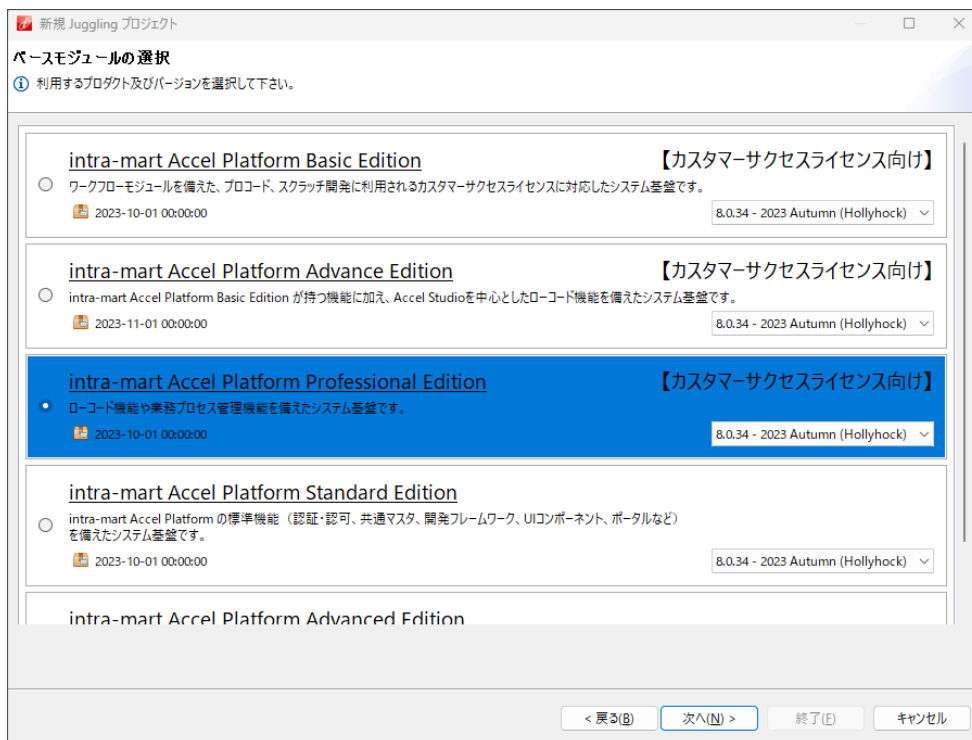 新規 Juggling プロジェクト
ベースモジュールの選択
利用するプロダクト及びバージョンを選択して下さい。
intra-mart Accel Platform Basic Edition 【カスタマーサクセスライセンス向け】
ワークフローモジュールを備えた、プロコード、スクラッチ開発に利用されるカスタマーサクセスライセンスに対応したシステム基盤です。
2023-10-01 00:00:00 8.0.34 - 2023 Autumn (Hollyhock)
intra-mart Accel Platform Advance Edition 【カスタマーサクセスライセンス向け】
intra-mart Accel Platform Basic Edition が持つ機能に加え、Accel Studioを中心としたローコード機能を備えたシステム基盤です。
2023-11-01 00:00:00 8.0.34 - 2023 Autumn (Hollyhock)
intra-mart Accel Platform Professional Edition 【カスタマーサクセスライセンス向け】
ローコード機能や業務プロセス管理機能を備えたシステム基盤です。
2023-10-01 00:00:00 8.0.34 - 2023 Autumn (Hollyhock)
intra-mart Accel Platform Standard Edition
intra-mart Accel Platform の標準機能（認証・認可、共通マスタ、開発フレームワーク、UIコンポーネント、ポータルなど）
を備えたシステム基盤です。
2023-10-01 00:00:00 8.0.34 - 2023 Autumn (Hollyhock)
intra-mart Accel Platform Advanced Edition
< 戻る(B) 次へ(N) > 終了(F) キャンセル